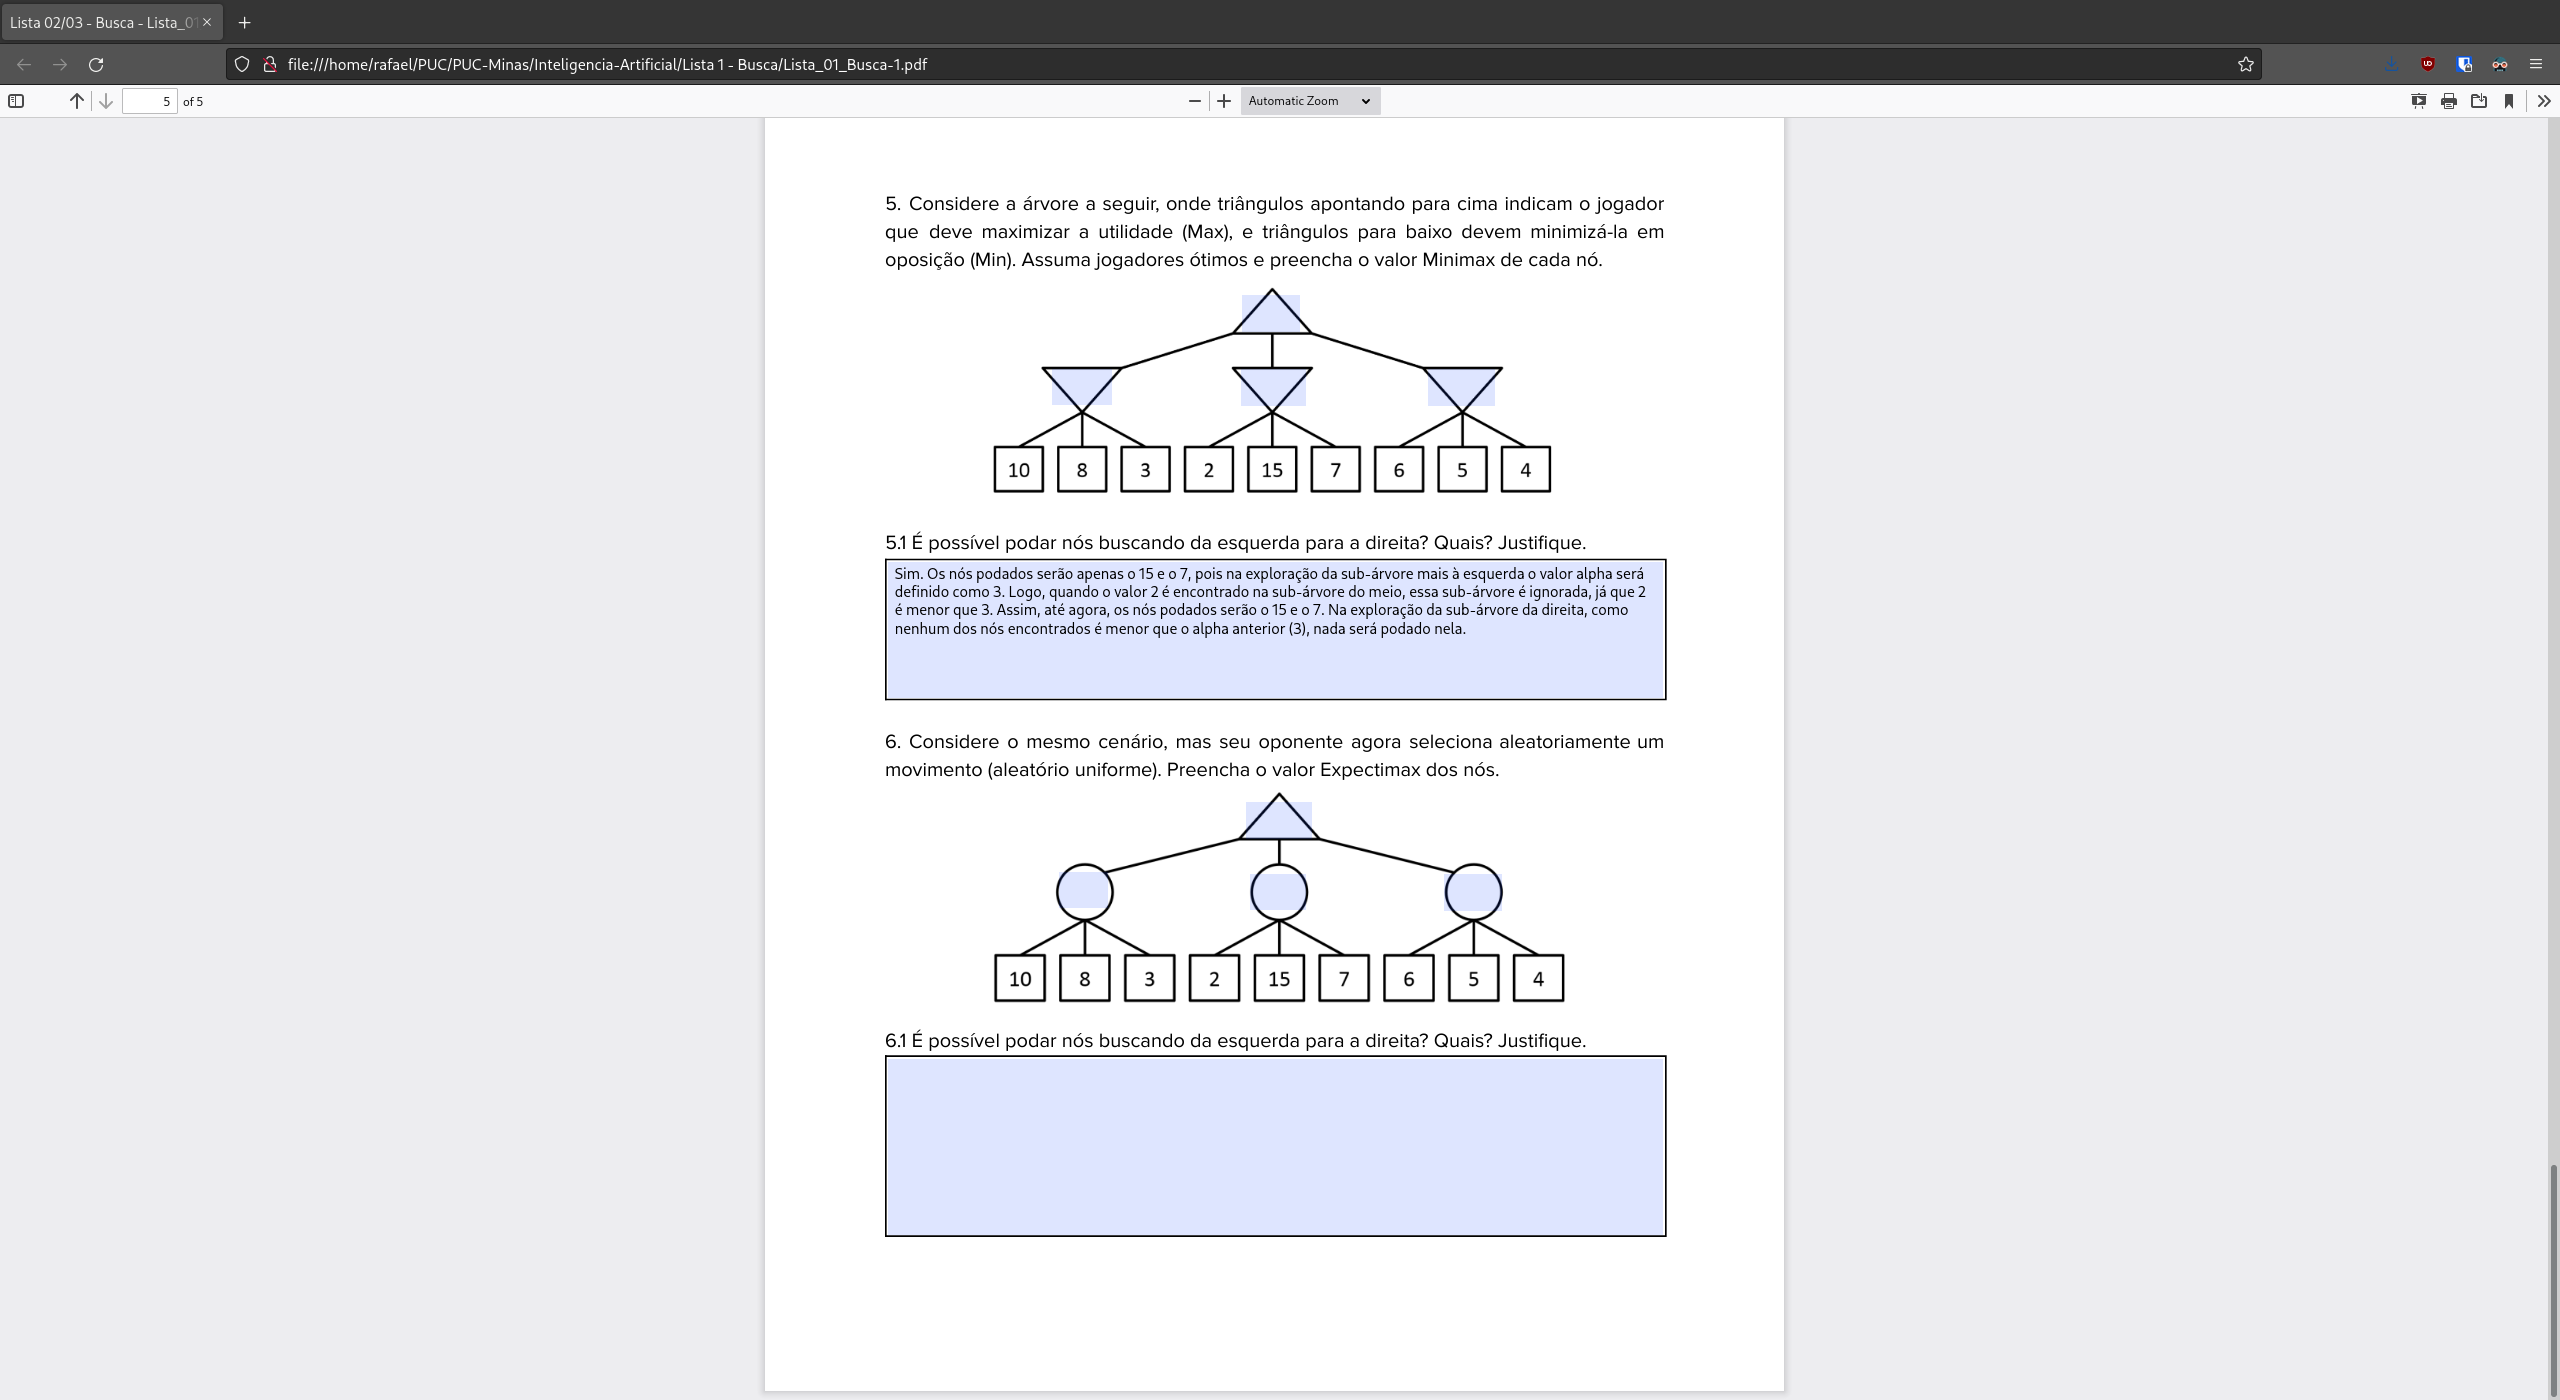 Lista 02/03 - Busca - Lista_01
file:///home/rafael/PUC/PUC-Minas/Inteligencia-Artificial/Lista 1 - Busca/Lista_01_Busca-1.pdf
5 of 5
Automatic Zoom
5. Considere a árvore a seguir, onde triângulos apontando para cima indicam o jogador
que deve maximizar a utilidade (Max), e triângulos para baixo devem minimizá-la em
oposição (Min). Assuma jogadores ótimos e preencha o valor Minimax de cada nó.
10 8 3 2 15 7 6 5 4
5.1 É possível podar nós buscando da esquerda para a direita? Quais? Justifique.
Sim. Os nós podados serão apenas o 15 e o 7, pois na exploração da sub-árvore mais à esquerda o valor alpha será
definido como 3. Logo, quando o valor 2 é encontrado na sub-árvore do meio, essa sub-árvore é ignorada, já que 2
é menor que 3. Assim, até agora, os nós podados serão o 15 e o 7. Na exploração da sub-árvore da direita, como
nenhum dos nós encontrados é menor que o alpha anterior (3), nada será podado nela.
6. Considere o mesmo cenário, mas seu oponente agora seleciona aleatoriamente um
movimento (aleatório uniforme). Preencha o valor Expectimax dos nós.
10 8 3 2 15 7 6 5 4
6.1 É possível podar nós buscando da esquerda para a direita? Quais? Justifique.